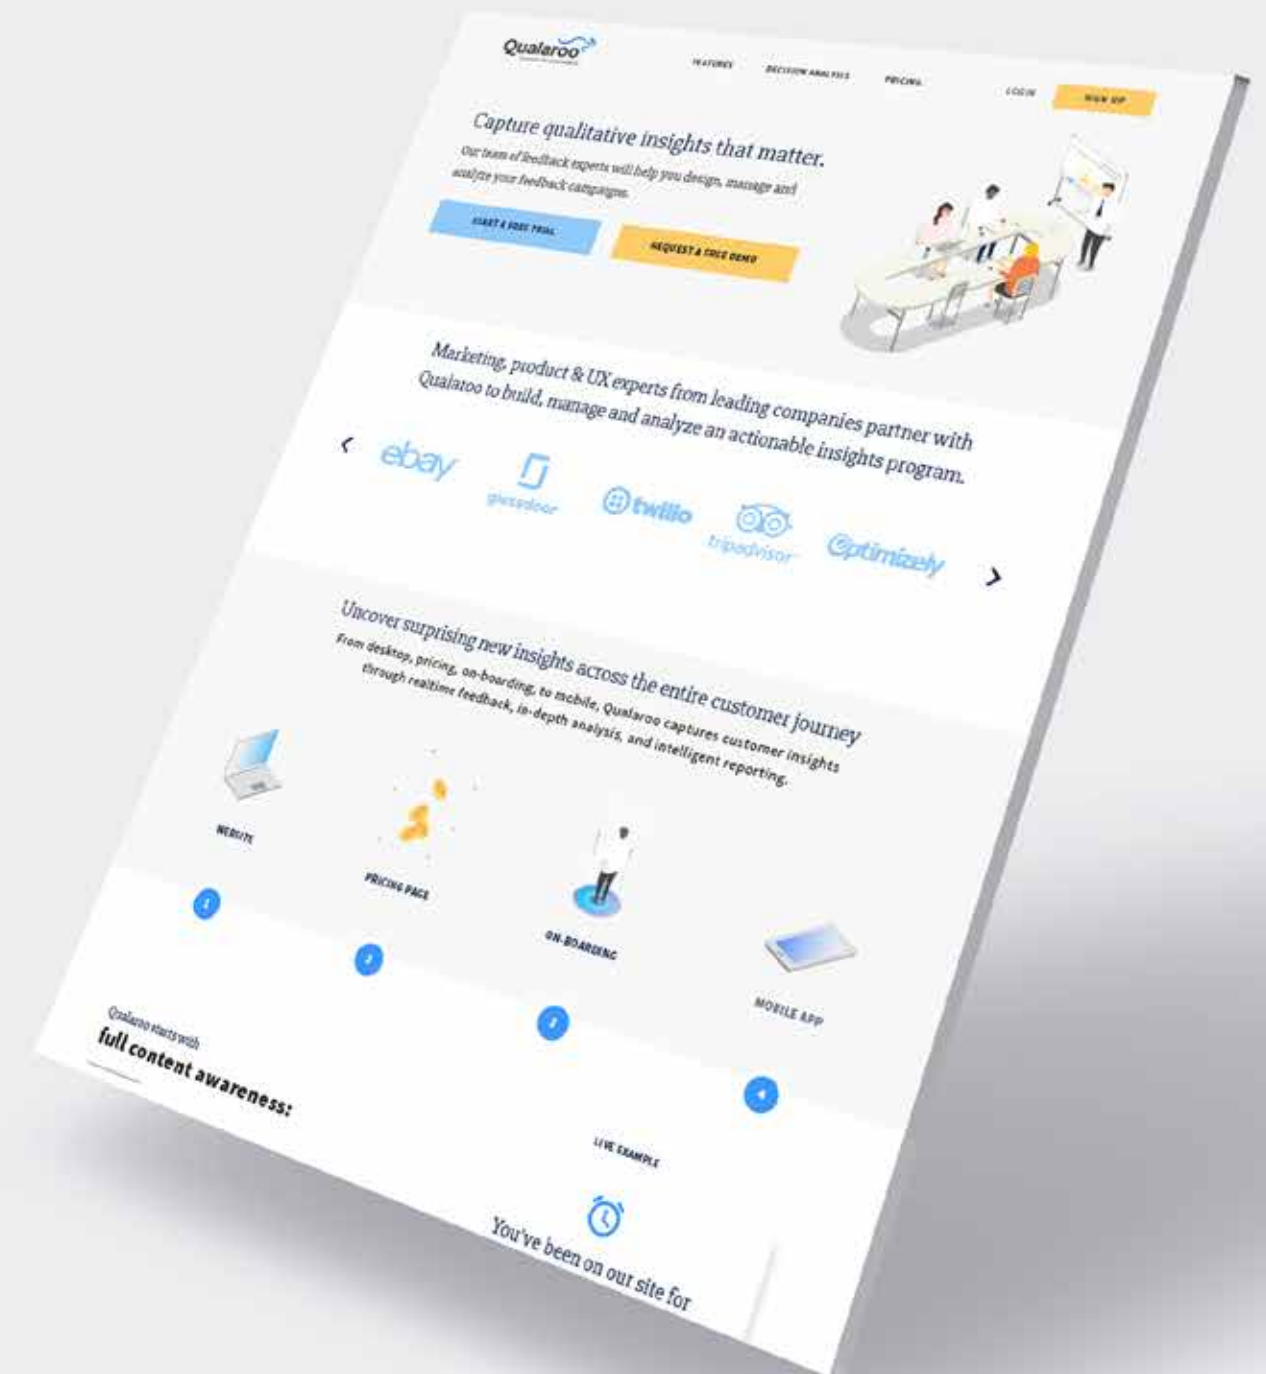 Qualaroo
FEATURES
DECISION ANALYSIS
PRICING
LOGIN
SIGN UP
Capture qualitative insights that matter.
Our team of feedback experts will help you design, manage and
analyze your feedback campaigns.
START A FREE TRIAL
REQUEST A FREE DEMO
Marketing, product & UX experts from leading companies partner with
Qualaroo to build, manage and analyze an actionable insights program.
ebay
glassdoor
twilio
tripadvisor
Optimizely
Uncover surprising new insights across the entire customer journey
From desktop, pricing, on-boarding, to mobile, Qualaroo captures customer insights
through realtime feedback, in-depth analysis, and intelligent reporting.
WEBSITE
PRICING PAGE
ON-BOARDING
MOBILE APP
1
2
3
4
Qualaroo starts with
full content awareness:
LIVE EXAMPLE
You've been on our site for